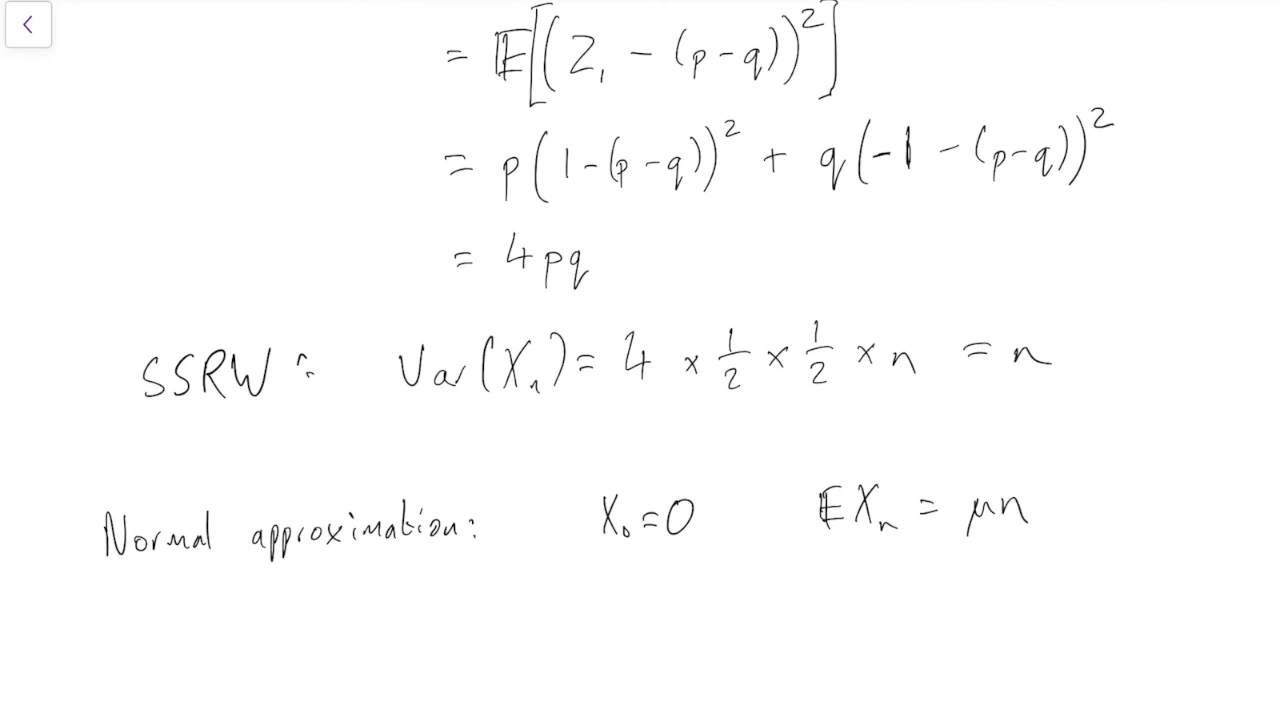 = 𝔼[(Z₁ - (p-q))²]
= p(1-(p-q))² + q(-1 - (p-q))²
= 4pq
SSRW: Var(Xₙ) = 4 × 1/2 × 1/2 × n = n
Normal approximation: X₀=0 𝔼Xₙ = μn